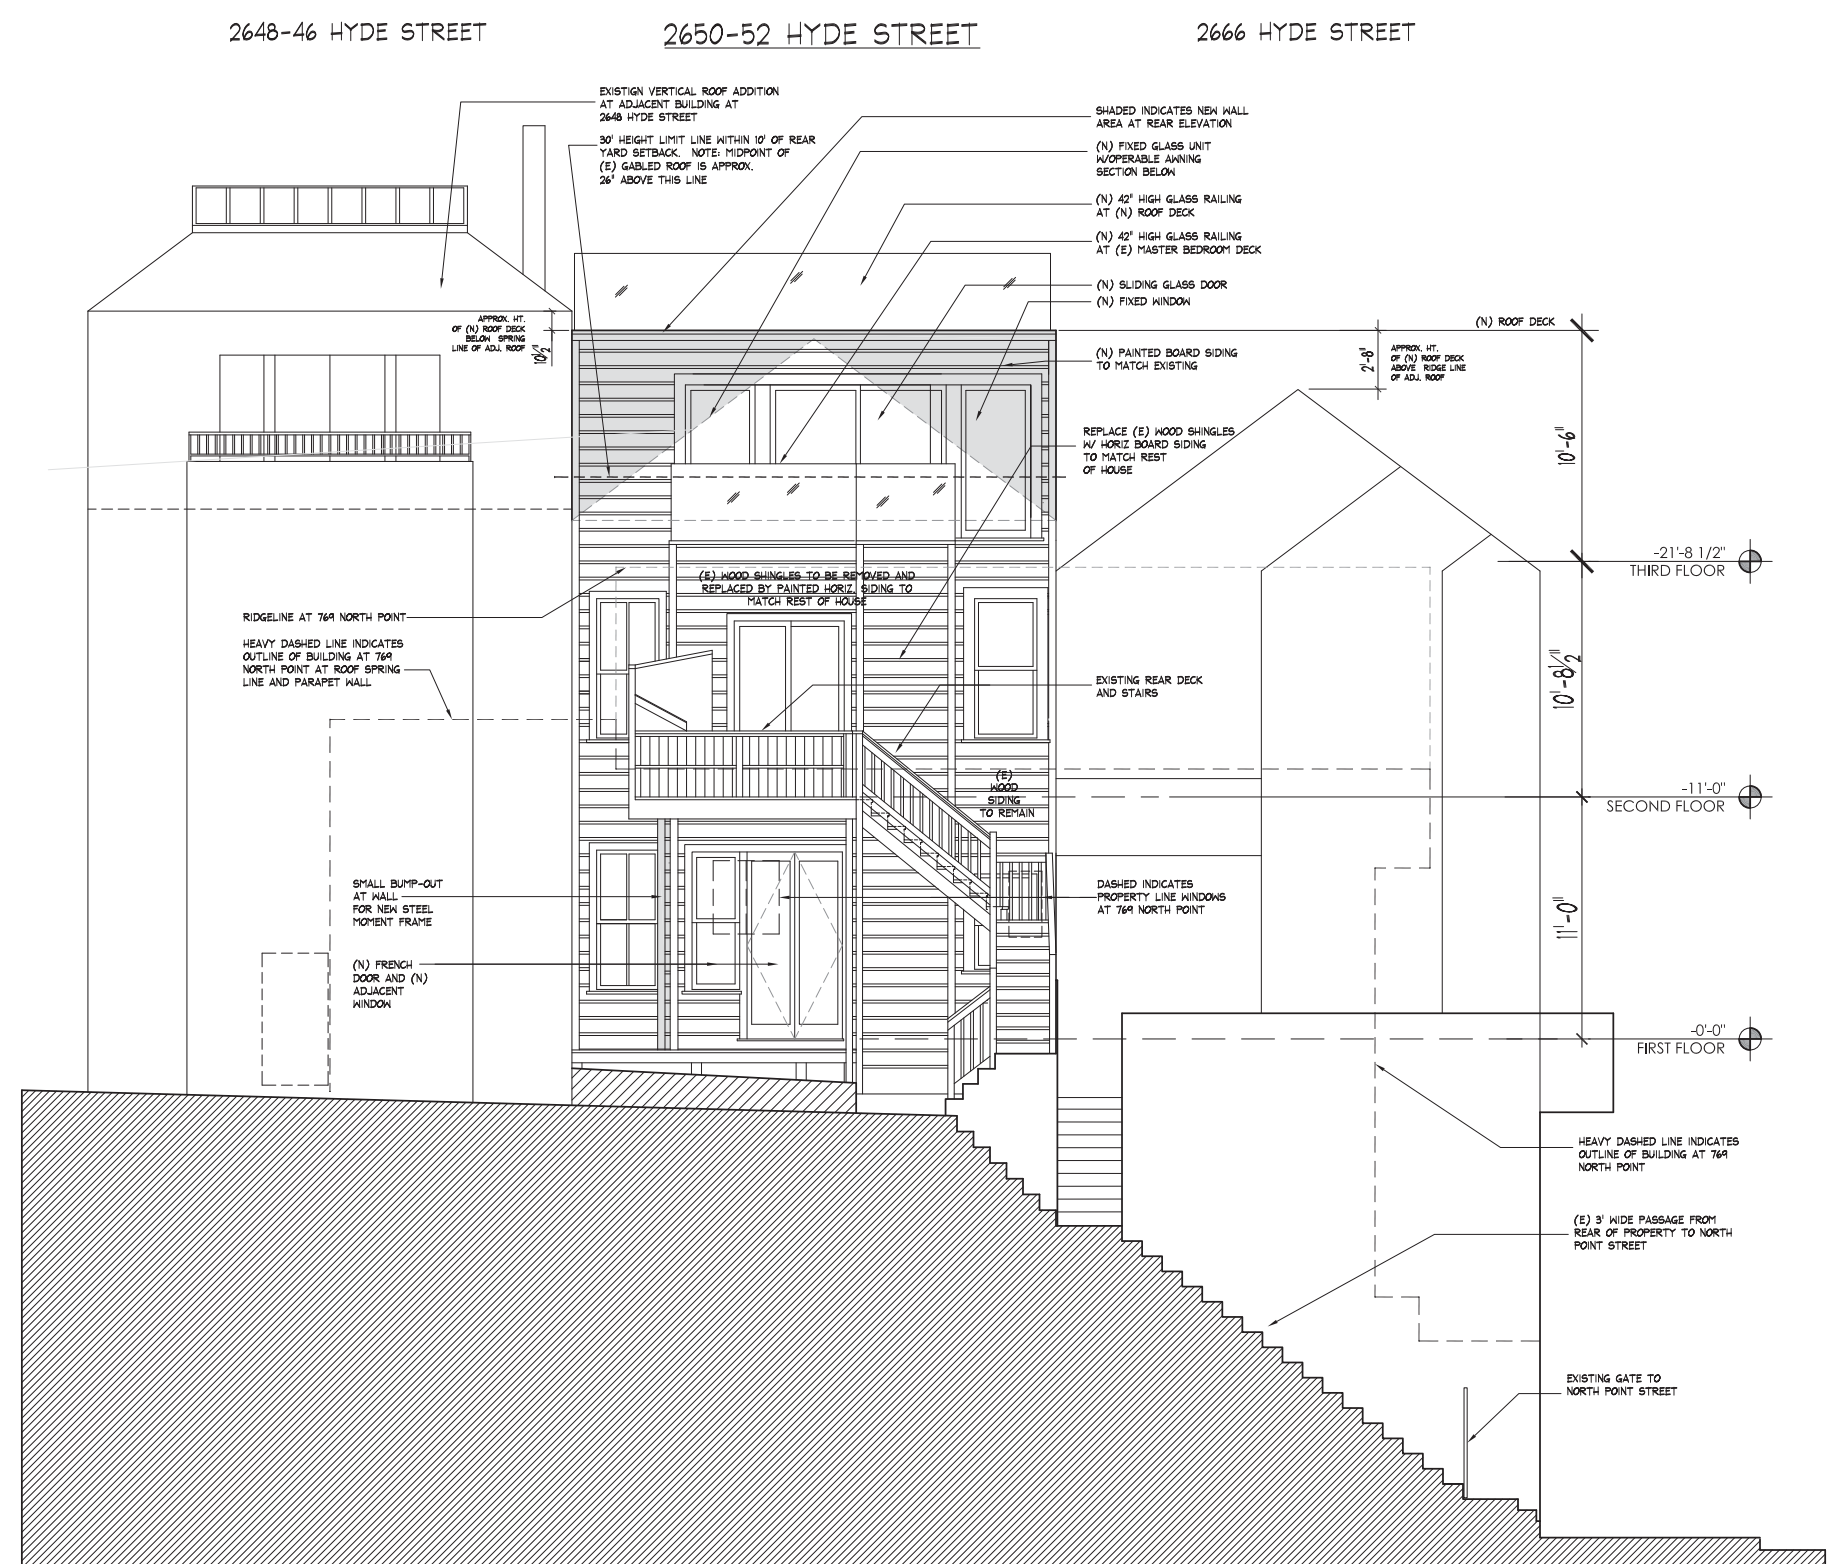 2648-46 HYDE STREET
2650-52 HYDE STREET
2666 HYDE STREET
EXISTIGN VERTICAL ROOF ADDITION
AT ADJACENT BUILDING AT
2648 HYDE STREET
30' HEIGHT LIMIT LINE WITHIN 10' OF REAR
YARD SETBACK. NOTE: MIDPOINT OF
(E) GABLED ROOF IS APPROX.
26" ABOVE THIS LINE
SHADED INDICATES NEW WALL
AREA AT REAR ELEVATION
(N) FIXED GLASS UNIT
W/OPERABLE AWNING
SECTION BELOW
(N) 42" HIGH GLASS RAILING
AT (N) ROOF DECK
(N) 42" HIGH GLASS RAILING
AT (E) MASTER BEDROOM DECK
(N) SLIDING GLASS DOOR
(N) FIXED WINDOW
APPROX. HT.
OF (N) ROOF DECK
BELOW SPRING
LINE OF ADJ. ROOF
10½"
(N) ROOF DECK
2'-8"
APPROX. HT.
OF (N) ROOF DECK
ABOVE RIDGE LINE
OF ADJ. ROOF
(N) PAINTED BOARD SIDING
TO MATCH EXISTING
REPLACE (E) WOOD SHINGLES
W/ HORIZ BOARD SIDING
TO MATCH REST
OF HOUSE
10'-6"
-21'-8 1/2"
THIRD FLOOR
(E) WOOD SHINGLES TO BE REMOVED AND
REPLACED BY PAINTED HORIZ. SIDING TO
MATCH REST OF HOUSE
RIDGELINE AT 769 NORTH POINT
HEAVY DASHED LINE INDICATES
OUTLINE OF BUILDING AT 769
NORTH POINT AT ROOF SPRING
LINE AND PARAPET WALL
EXISTING REAR DECK
AND STAIRS
10'-8½"
(E)
WOOD
SIDING
TO REMAIN
-11'-0"
SECOND FLOOR
SMALL BUMP-OUT
AT WALL
FOR NEW STEEL
MOMENT FRAME
DASHED INDICATES
PROPERTY LINE WINDOWS
AT 769 NORTH POINT
11'-0"
(N) FRENCH
DOOR AND (N)
ADJACENT
WINDOW
-0'-0"
FIRST FLOOR
HEAVY DASHED LINE INDICATES
OUTLINE OF BUILDING AT 769
NORTH POINT
(E) 3' WIDE PASSAGE FROM
REAR OF PROPERTY TO NORTH
POINT STREET
EXISTING GATE TO
NORTH POINT STREET